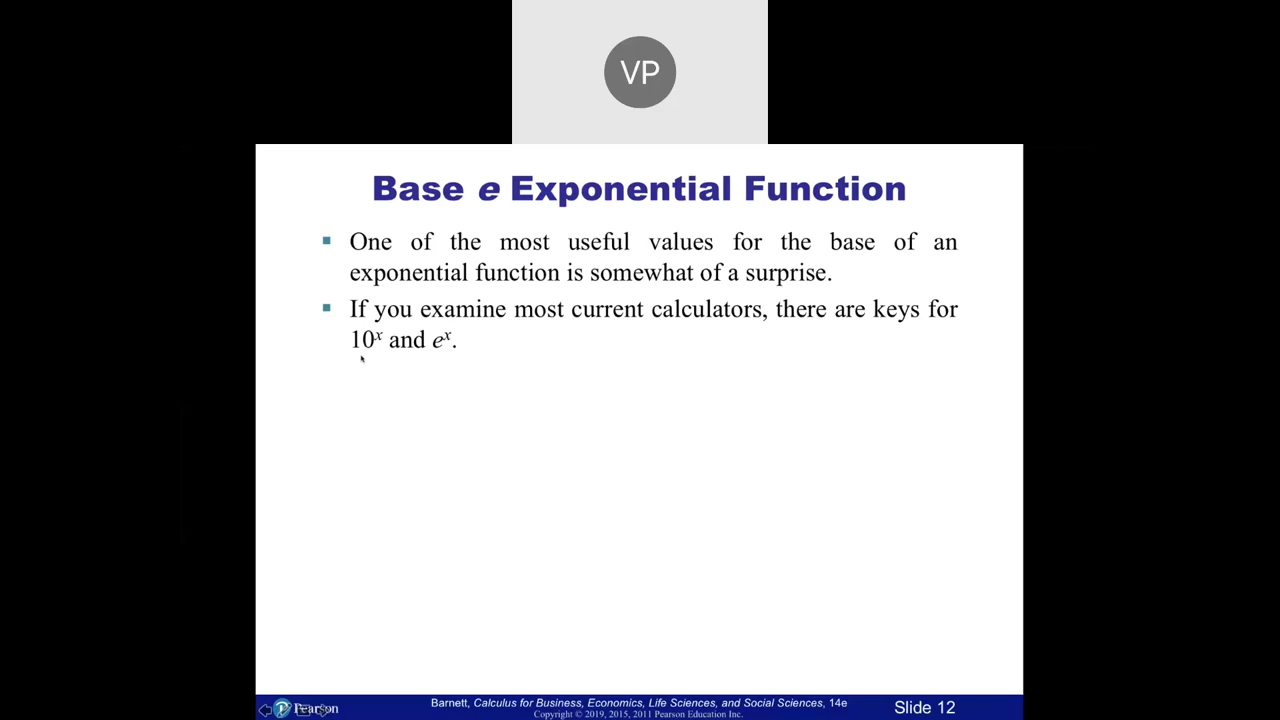 VP
Base e Exponential Function
▪ One of the most useful values for the base of an
exponential function is somewhat of a surprise.
▪ If you examine most current calculators, there are keys for
10ˣ and eˣ.
Pearson
Barnett, Calculus for Business, Economics, Life Sciences, and Social Sciences, 14e
Copyright © 2019, 2015, 2011 Pearson Education Inc.
Slide 12